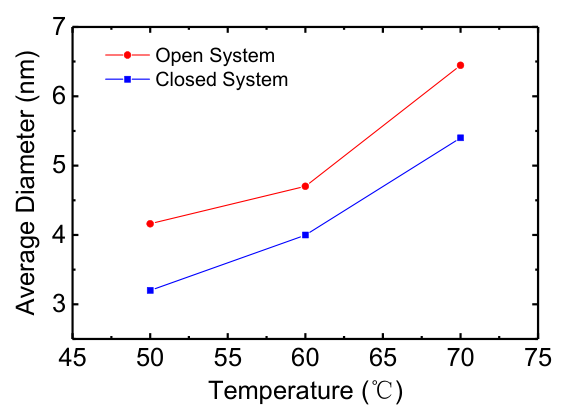 7
6
5
4
3
Average Diameter (nm)
Open System
Closed System
45 50 55 60 65 70 75
Temperature (℃)